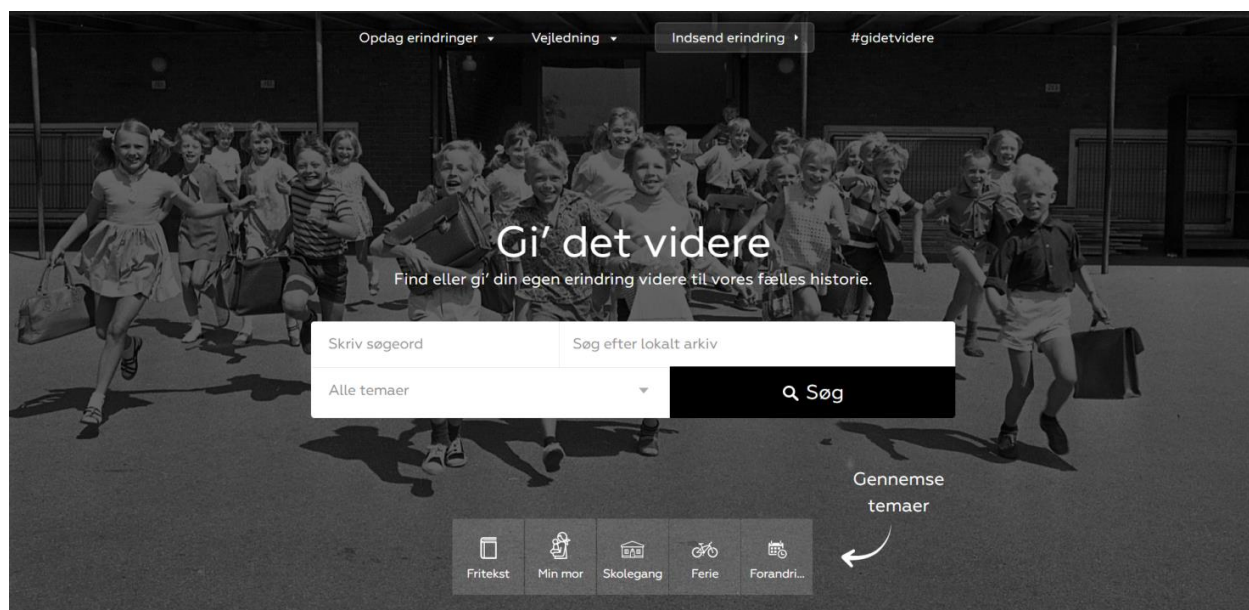 Opdag erindringer
Vejledning
Indsend erindring
#gidetvidere
Gi’ det videre
Find eller gi’ din egen erindring videre til vores fælles historie.
Skriv søgeord
Søg efter lokalt arkiv
Alle temaer
Søg
Gennemse
temaer
Fritekst
Min mor
Skolegang
Ferie
Forandri...